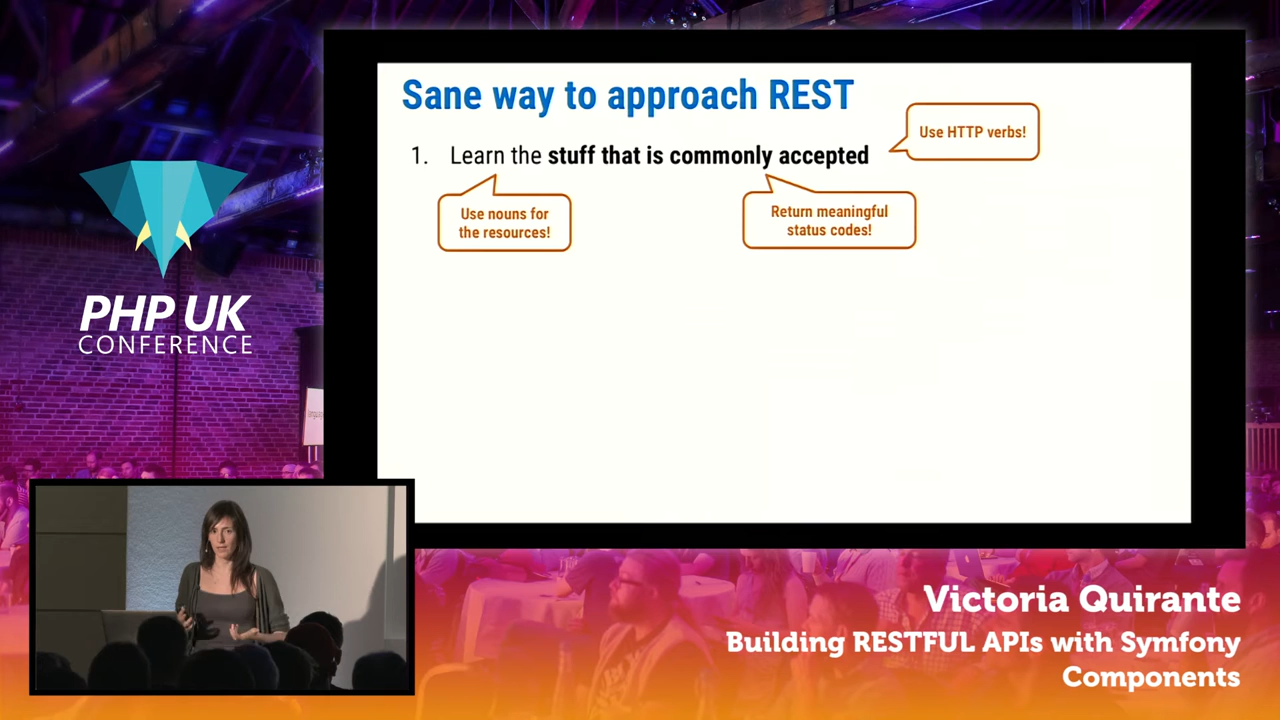 Sane way to approach REST
Use HTTP verbs!
1. Learn the stuff that is commonly accepted
Use nouns for
the resources!
Return meaningful
status codes!
PHP UK
CONFERENCE
Victoria Quirante
Building RESTFUL APIs with Symfony
Components